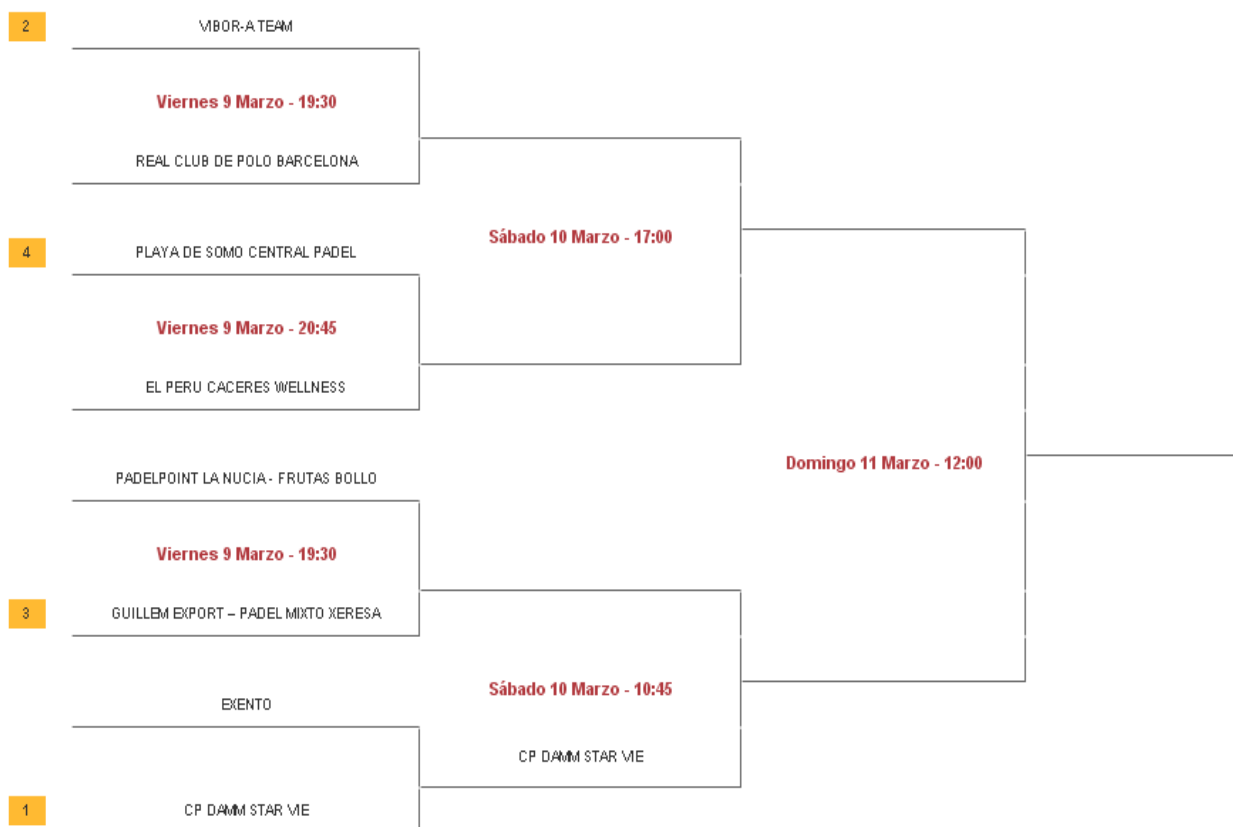 2
VIBOR-A TEAM
Viernes 9 Marzo - 19:30
REAL CLUB DE POLO BARCELONA
Sábado 10 Marzo - 17:00
4
PLAYA DE SOMO CENTRAL PADEL
Viernes 9 Marzo - 20:45
EL PERU CACERES WELLNESS
Domingo 11 Marzo - 12:00
PADELPOINT LA NUCIA - FRUTAS BOLLO
Viernes 9 Marzo - 19:30
3
GUILLEM EXPORT – PADEL MIXTO XERESA
Sábado 10 Marzo - 10:45
EXENTO
CP DAMM STAR VIE
1
CP DAMM STAR VIE